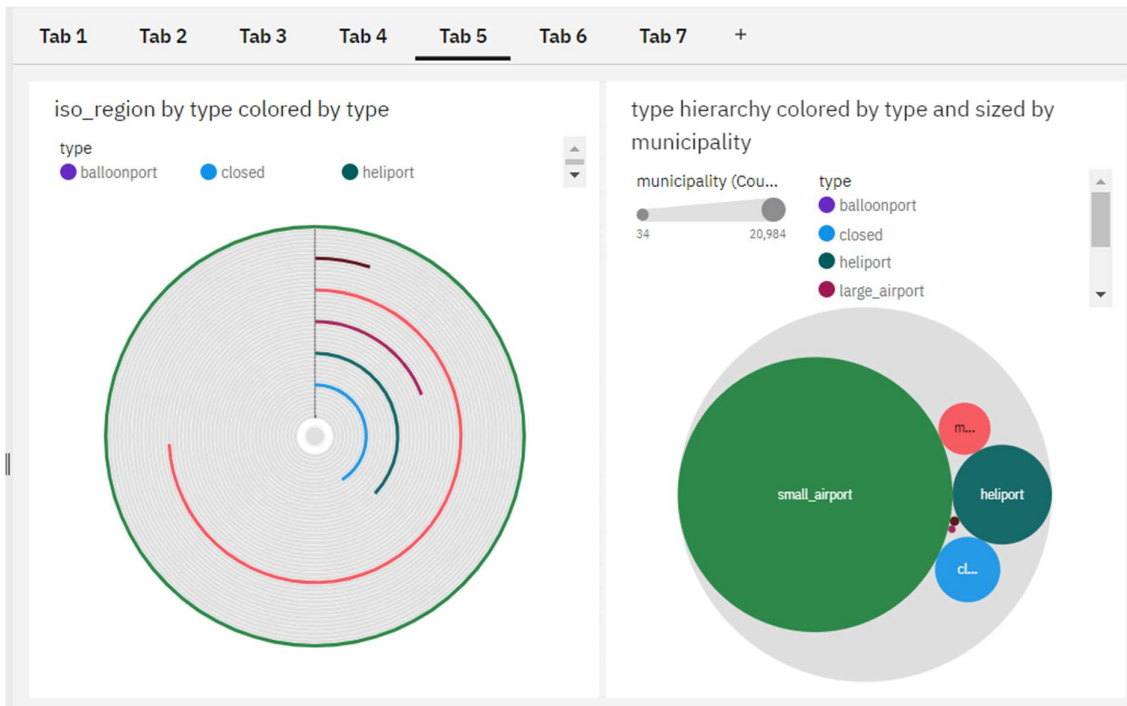 Tab 1
Tab 2
Tab 3
Tab 4
Tab 5
Tab 6
Tab 7
+
iso_region by type colored by type
type
balloonport
closed
heliport
type hierarchy colored by type and sized by
municipality
municipality (Cou...
34
20,984
type
balloonport
closed
heliport
large_airport
small_airport
m...
heliport
cl...